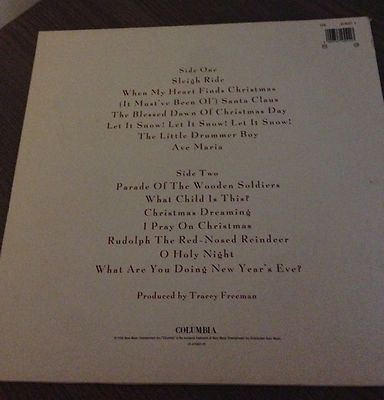 Side One
Sleigh Ride
When My Heart Finds Christmas
(It Must've Been Ol') Santa Claus
The Blessed Dawn Of Christmas Day
Let It Snow! Let It Snow! Let It Snow!
The Little Drummer Boy
Ave Maria
Side Two
Parade Of The Wooden Soldiers
What Child Is This?
Christmas Dreaming
I Pray On Christmas
Rudolph The Red-Nosed Reindeer
O Holy Night
What Are You Doing New Year's Eve?
Produced by Tracey Freeman
COLUMBIA